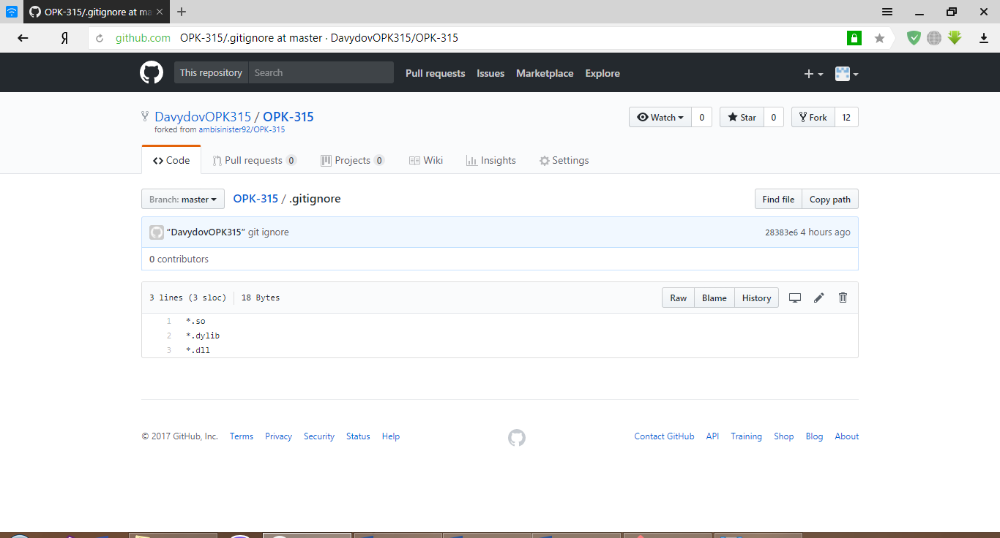 OPK-315/.gitignore at ma
Я github.com OPK-315/.gitignore at master · DavydovOPK315/OPK-315
This repository Search Pull requests Issues Marketplace Explore
DavydovOPK315 / OPK-315 Watch 0 Star 0 Fork 12
forked from ambisinister92/OPK-315
Code Pull requests 0 Projects 0 Wiki Insights Settings
Branch: master OPK-315 / .gitignore Find file Copy path
“DavydovOPK315” git ignore 28383e6 4 hours ago
0 contributors
3 lines (3 sloc) 18 Bytes Raw Blame History
1 *.so
2 *.dylib
3 *.dll
© 2017 GitHub, Inc. Terms Privacy Security Status Help Contact GitHub API Training Shop Blog About